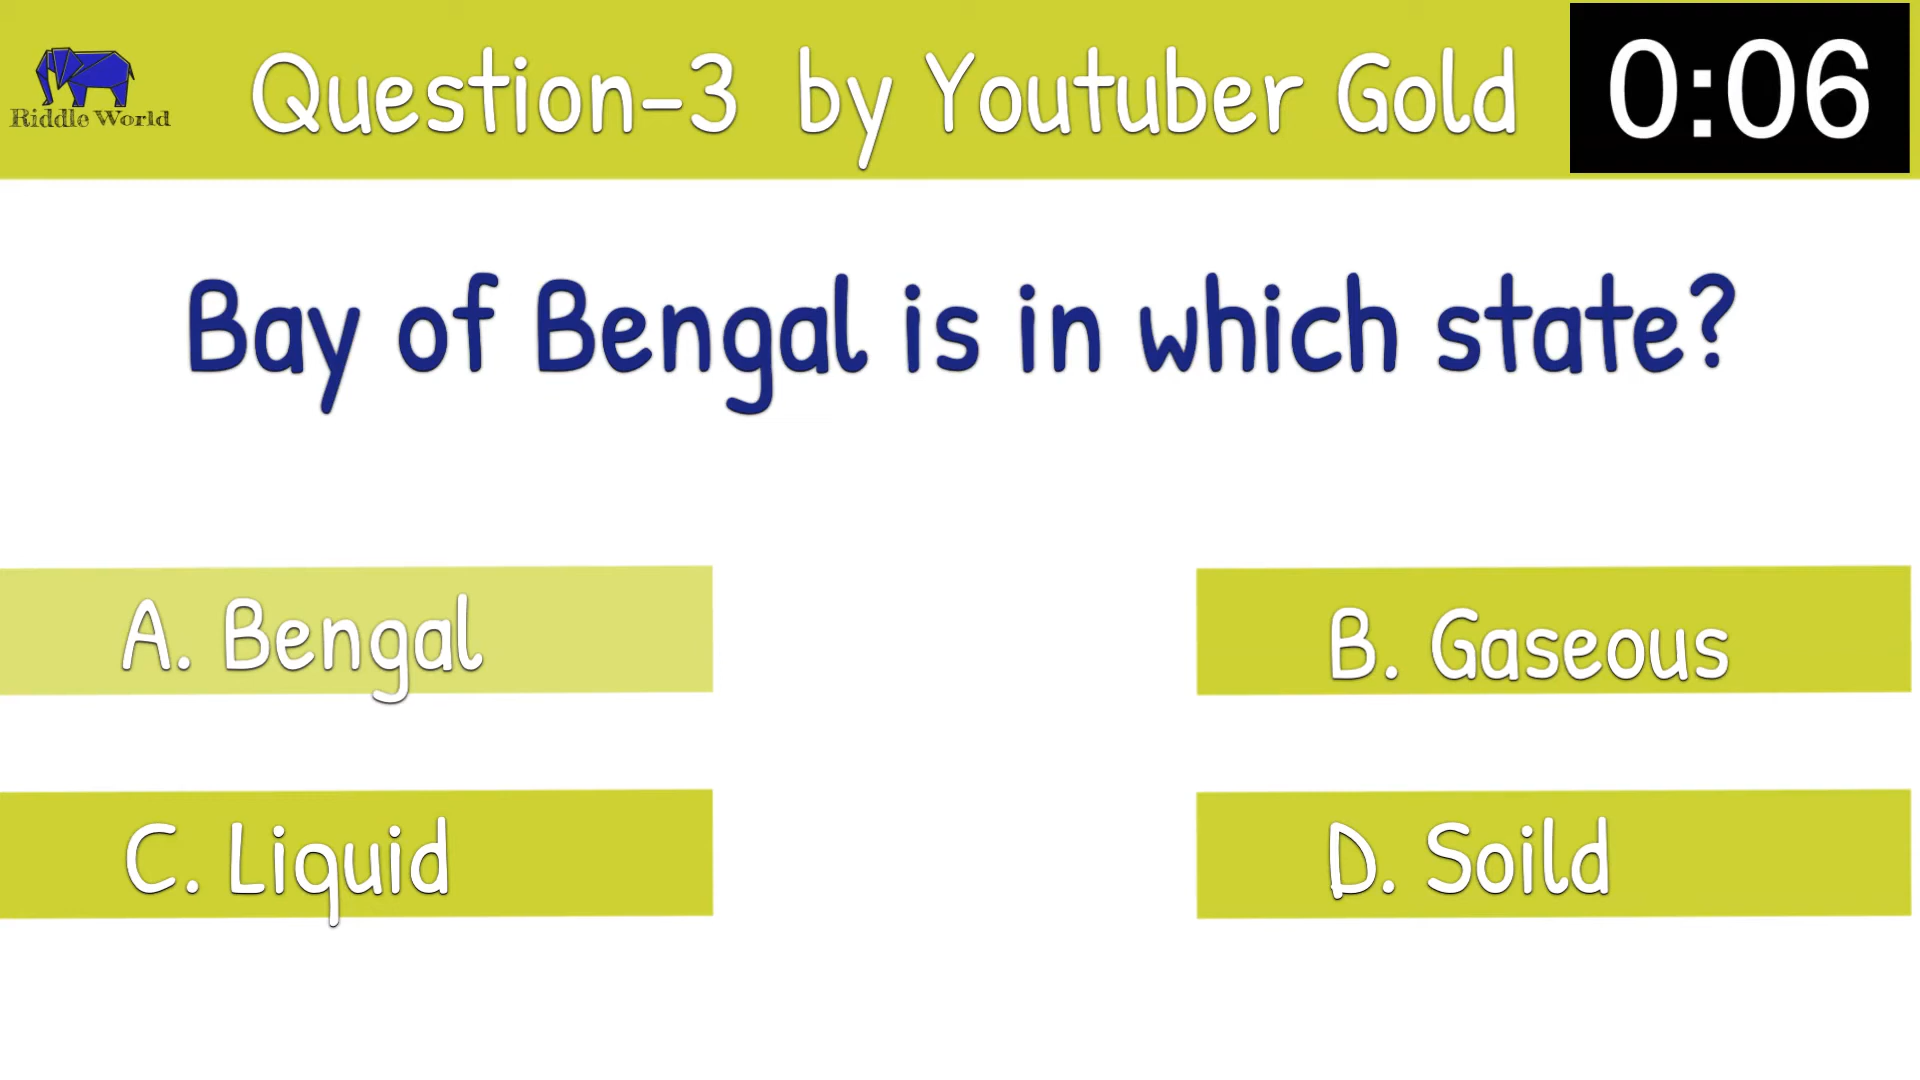 Riddle World
Question-3 by Youtuber Gold
0:06
Bay of Bengal is in which state?
A. Bengal
B. Gaseous
C. Liquid
D. Soild